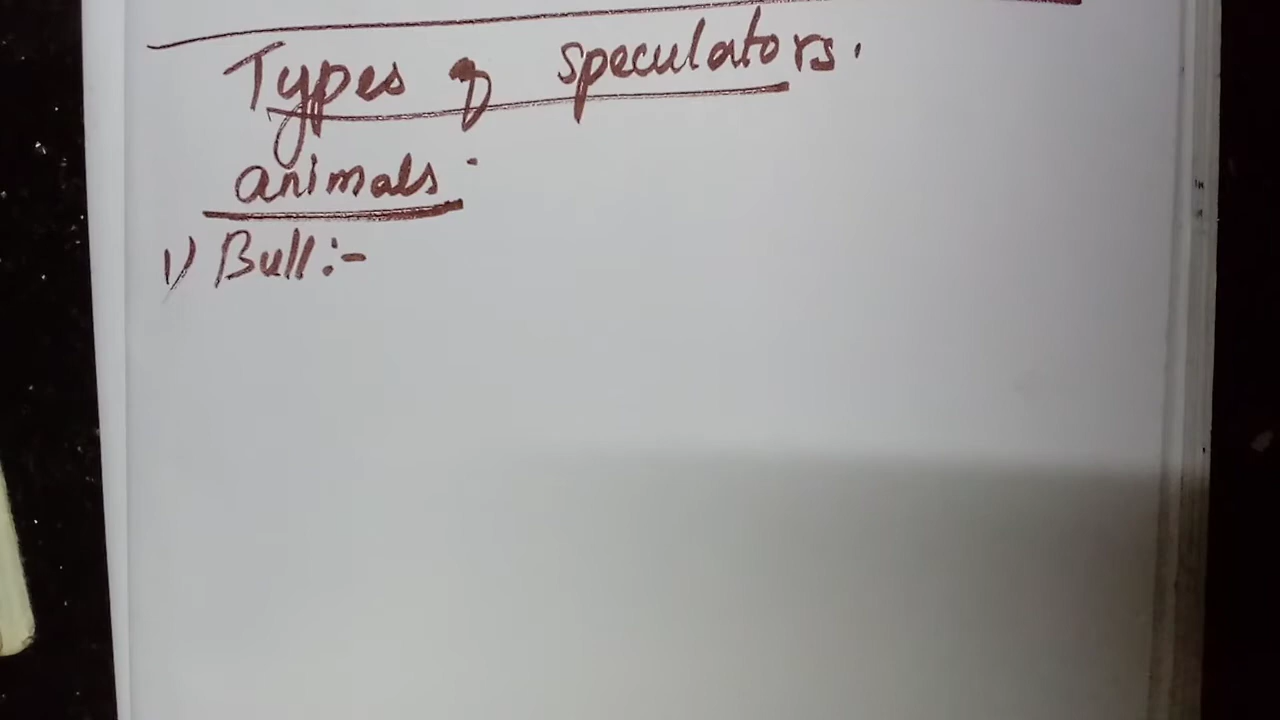 Types of speculators.
animals
1) Bull:-